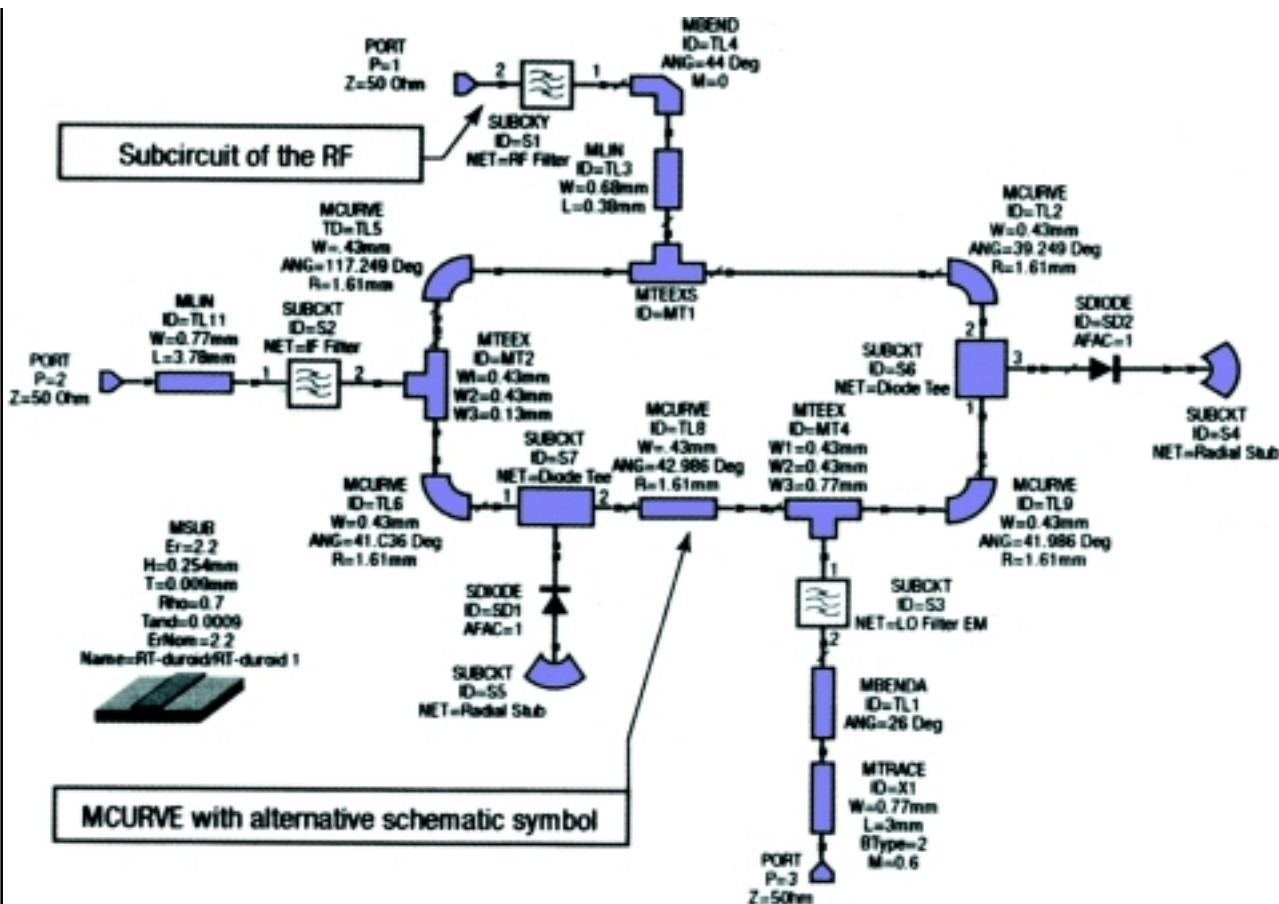 PORT
P=1
Z=50 Ohm
2
1
MBEND
ID=TL4
ANG=44 Deg
M=0
SUBCKY
ID=S1
NET=RF Filter
Subcircuit of the RF
MLIN
ID=TL3
W=0.68mm
L=0.38mm
MCURVE
TD=TL5
W=.43mm
ANG=117.249 Deg
R=1.61mm
MCURVE
ID=TL2
W=0.43mm
ANG=39.249 Deg
R=1.61mm
MTEEXS
ID=MT1
MLIN
ID=TL11
W=0.77mm
L=3.78mm
SUBCKT
ID=S2
NET=IF Filter
PORT
P=2
Z=50 Ohm
1
2
MTEEX
ID=MT2
W1=0.43mm
W2=0.43mm
W3=0.13mm
SUBCKT
ID=S6
NET=Diode Tee
2
3
1
SDIODE
ID=SD2
AFAC=1
SUBCKT
ID=S4
NET=Radial Stub
MCURVE
ID=TL6
W=0.43mm
ANG=41.C36 Deg
R=1.61mm
SUBCKT
ID=S7
NET=Diode Tee
1
2
MCURVE
ID=TL8
W=.43mm
ANG=42.986 Deg
R=1.61mm
MTEEX
ID=MT4
W1=0.43mm
W2=0.43mm
W3=0.77mm
MCURVE
ID=TL9
W=0.43mm
ANG=41.986 Deg
R=1.61mm
MSUB
Er=2.2
H=0.254mm
T=0.009mm
Rho=0.7
Tand=0.0009
ErNom=2.2
Name=RT-duroid/RT-duroid 1
SDIODE
ID=SD1
AFAC=1
SUBCKT
ID=S5
NET=Radial Stub
1
SUBCKT
ID=S3
NET=LO Filter EM
2
MBENDA
ID=TL1
ANG=26 Deg
MTRACE
ID=X1
W=0.77mm
L=3mm
BType=2
M=0.6
MCURVE with alternative schematic symbol
PORT
P=3
Z=50hm